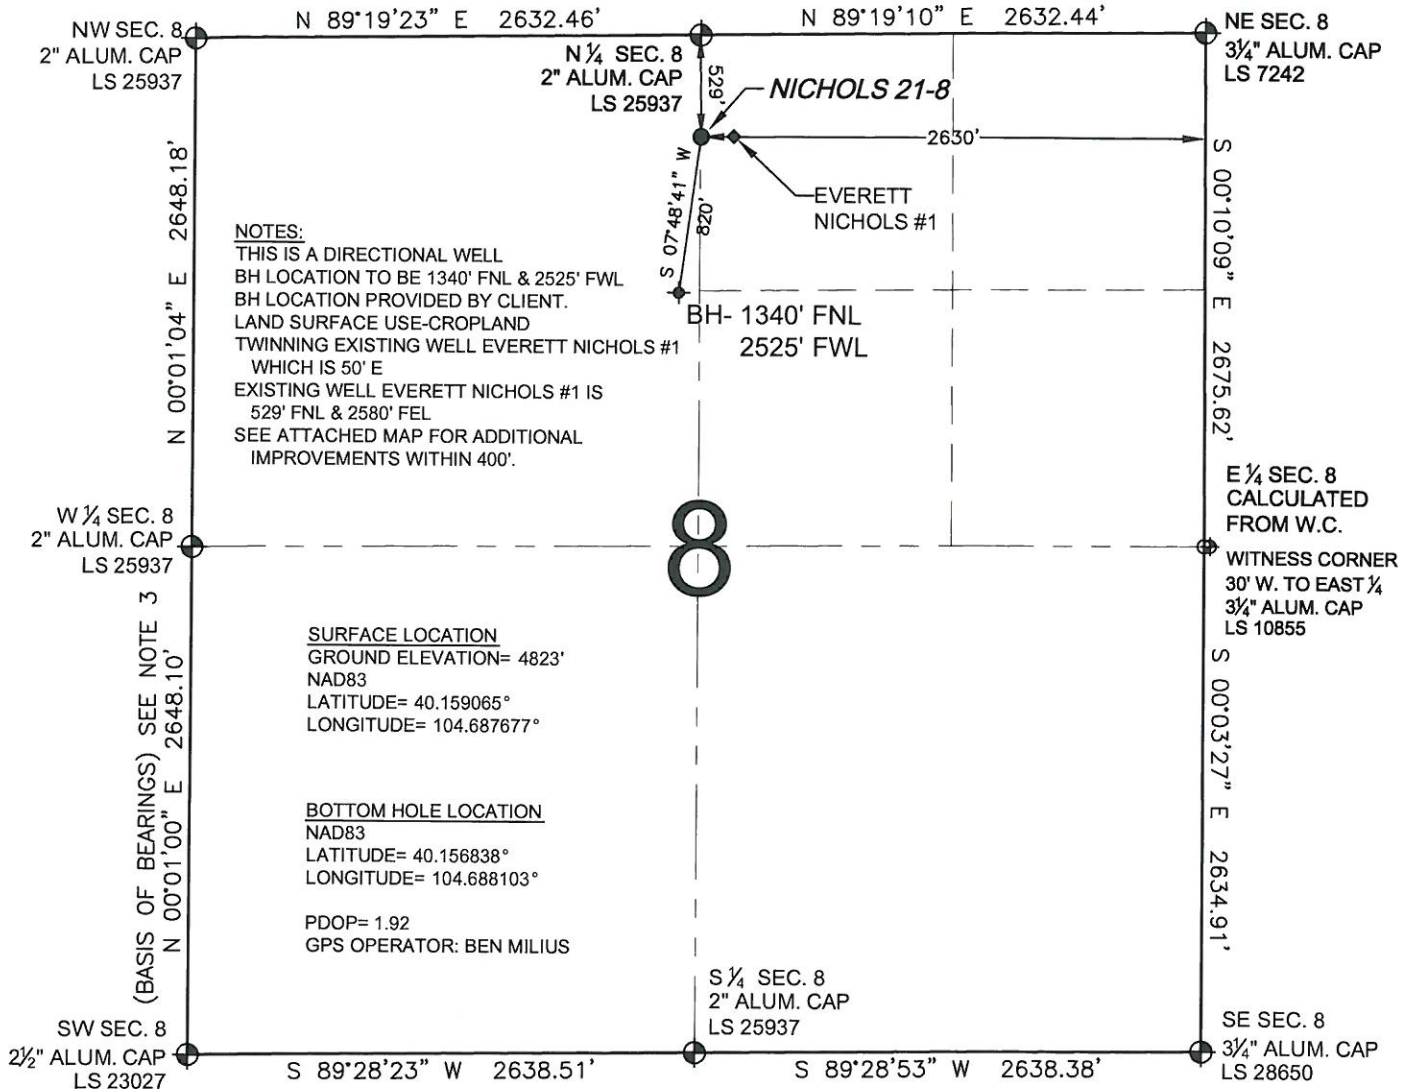 N 89°19'23" E 2632.46'
N 89°19'10" E 2632.44'
NW SEC. 8
2" ALUM. CAP
LS 25937
N ¼ SEC. 8
2" ALUM. CAP
LS 25937
NE SEC. 8
3¼" ALUM. CAP
LS 7242
529'
NICHOLS 21-8
2630'
EVERETT
NICHOLS #1
S 07°48'41" W
820'
N 00°01'04" E 2648.18'
S 00°10'09" E 2675.62'
NOTES:
THIS IS A DIRECTIONAL WELL
BH LOCATION TO BE 1340' FNL & 2525' FWL
BH LOCATION PROVIDED BY CLIENT.
LAND SURFACE USE-CROPLAND
TWINNING EXISTING WELL EVERETT NICHOLS #1
WHICH IS 50' E
EXISTING WELL EVERETT NICHOLS #1 IS
529' FNL & 2580' FEL
SEE ATTACHED MAP FOR ADDITIONAL
IMPROVEMENTS WITHIN 400'.
BH- 1340' FNL
2525' FWL
W ¼ SEC. 8
2" ALUM. CAP
LS 25937
8
E ¼ SEC. 8
CALCULATED
FROM W.C.
WITNESS CORNER
30' W. TO EAST ¼
3¼" ALUM. CAP
LS 10855
(BASIS OF BEARINGS) SEE NOTE 3
N 00°01'00" E 2648.10'
SURFACE LOCATION
GROUND ELEVATION= 4823'
NAD83
LATITUDE= 40.159065°
LONGITUDE= 104.687677°
BOTTOM HOLE LOCATION
NAD83
LATITUDE= 40.156838°
LONGITUDE= 104.688103°
PDOP= 1.92
GPS OPERATOR: BEN MILIUS
S 00°03'27" E 2634.91'
SW SEC. 8
2½" ALUM. CAP
LS 23027
S ¼ SEC. 8
2" ALUM. CAP
LS 25937
SE SEC. 8
3¼" ALUM. CAP
LS 28650
S 89°28'23" W 2638.51'
S 89°28'53" W 2638.38'